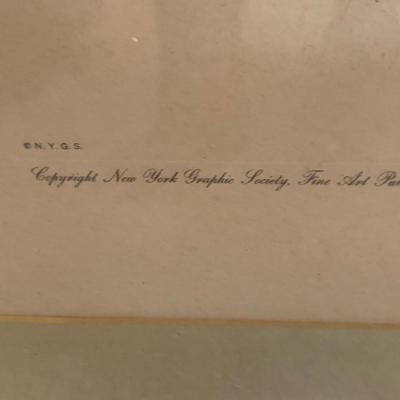 © N. Y. G. S.
Copyright New York Graphic Society, Fine Art